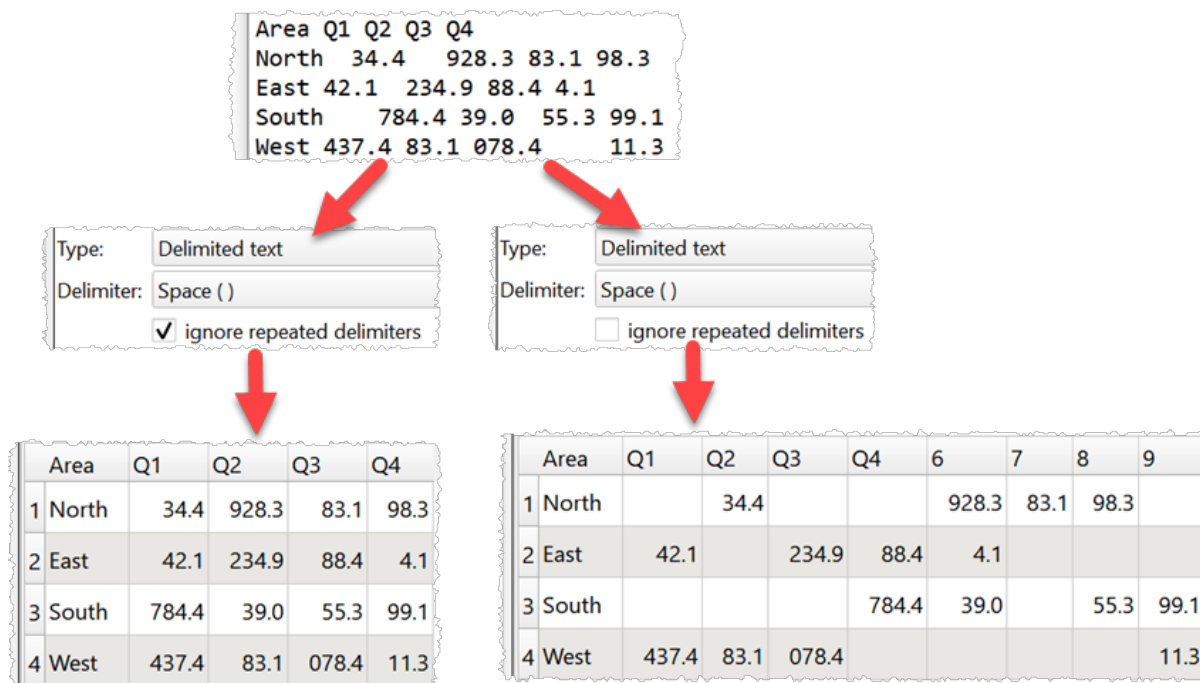 Area Q1 Q2 Q3 Q4
North  34.4   928.3 83.1 98.3
East 42.1  234.9 88.4 4.1
South    784.4 39.0  55.3 99.1
West 437.4 83.1 078.4     11.3
Type: Delimited text
Delimiter: Space ( )
✓ ignore repeated delimiters
Type: Delimited text
Delimiter: Space ( )
ignore repeated delimiters
Area Q1 Q2 Q3 Q4
1 North 34.4 928.3 83.1 98.3
2 East 42.1 234.9 88.4 4.1
3 South 784.4 39.0 55.3 99.1
4 West 437.4 83.1 078.4 11.3
Area Q1 Q2 Q3 Q4 6 7 8 9
1 North 34.4 928.3 83.1 98.3
2 East 42.1 234.9 88.4 4.1
3 South 784.4 39.0 55.3 99.1
4 West 437.4 83.1 078.4 11.3